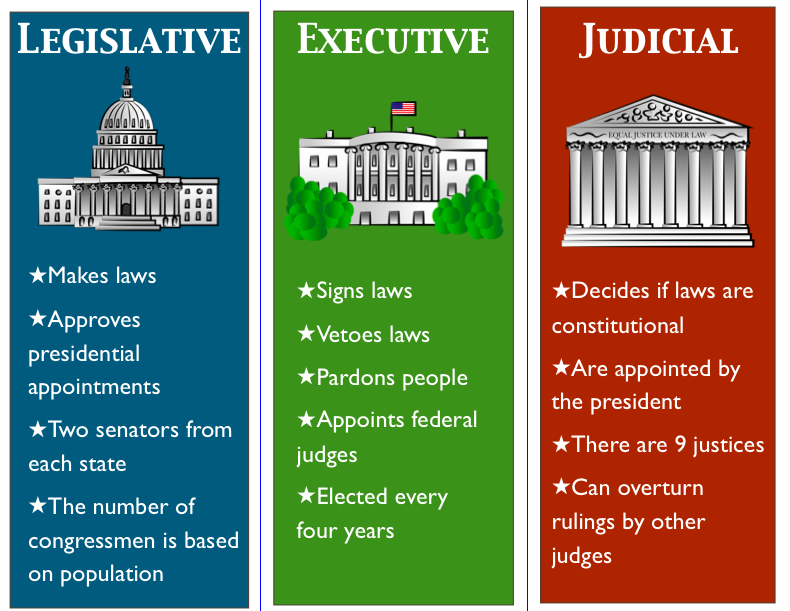 LEGISLATIVE
★Makes laws
★Approves
presidential
appointments
★Two senators from
each state
★The number of
congressmen is based
on population
EXECUTIVE
★Signs laws
★Vetoes laws
★Pardons people
★Appoints federal
judges
★Elected every
four years
JUDICIAL
EQUAL JUSTICE UNDER LAW
★Decides if laws are
constitutional
★Are appointed by
the president
★There are 9 justices
★Can overturn
rulings by other
judges